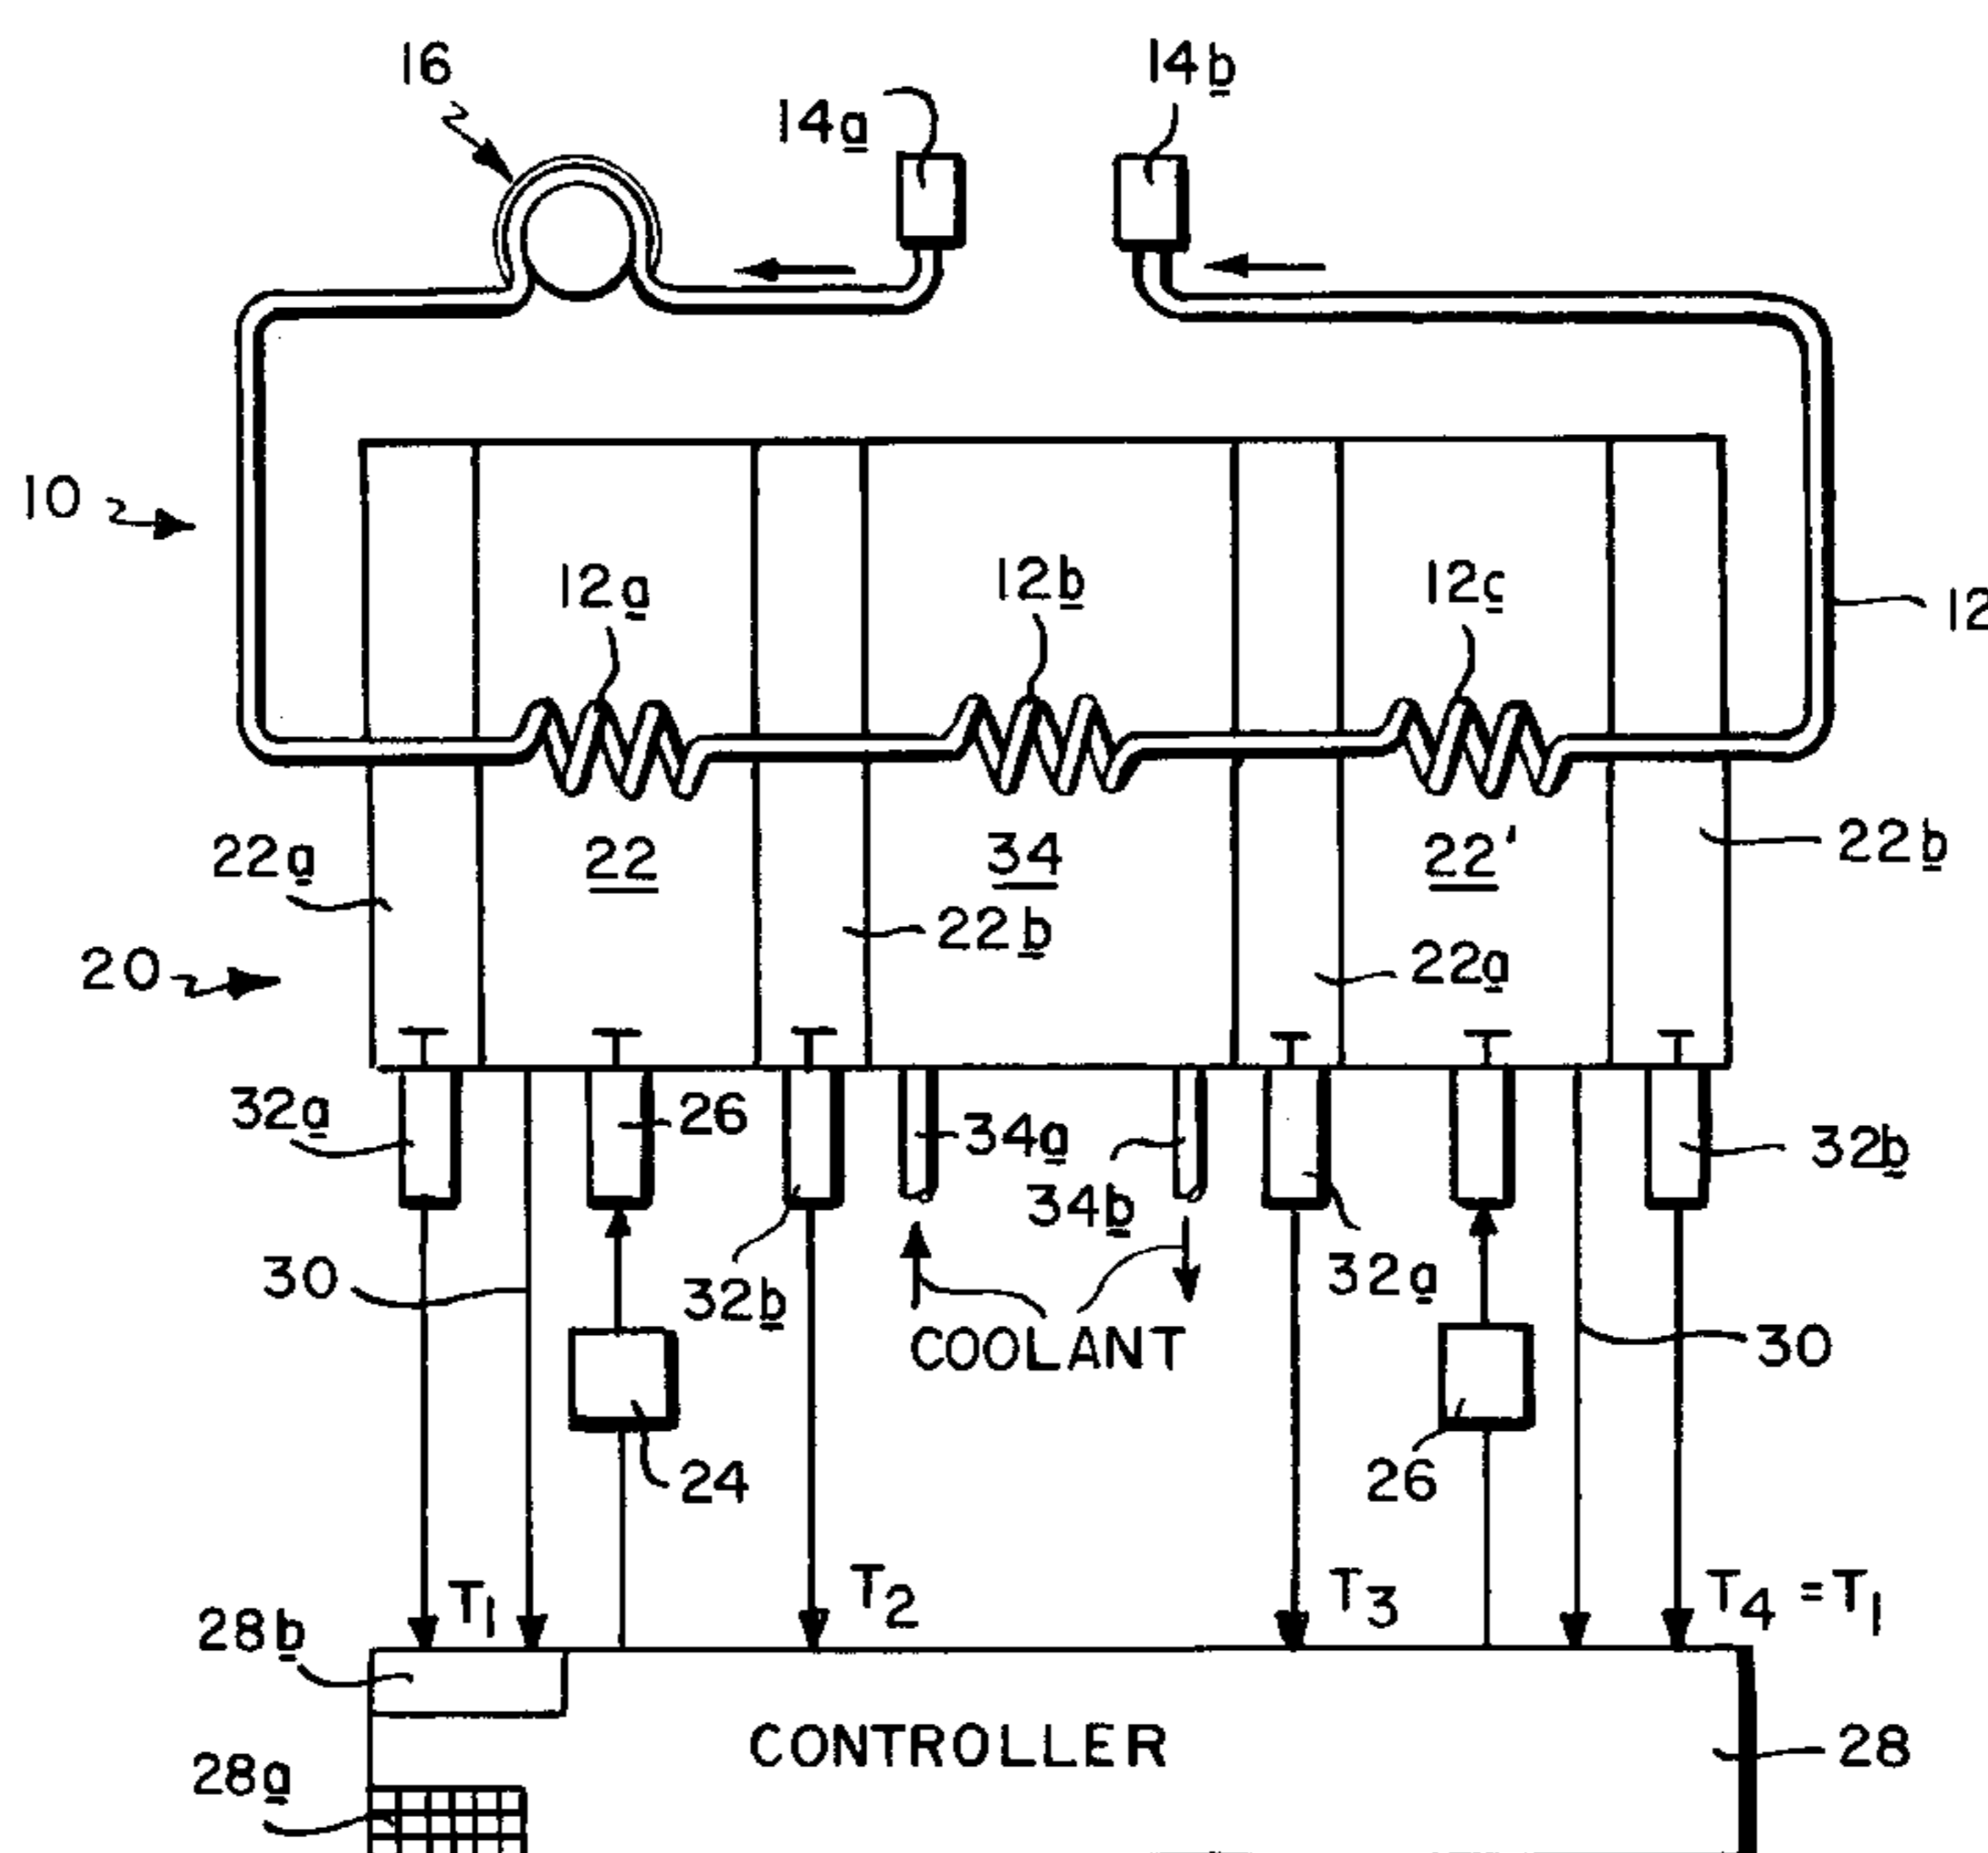 16
14a
14b
10
12a
12b
12c
12
22a
22
34
22'
22b
22b
22a
20
32a
26
34a
34b
32b
30
32b
32a
COOLANT
30
24
26
T1
T2
T3
T4 = T1
28b
CONTROLLER
28
28a